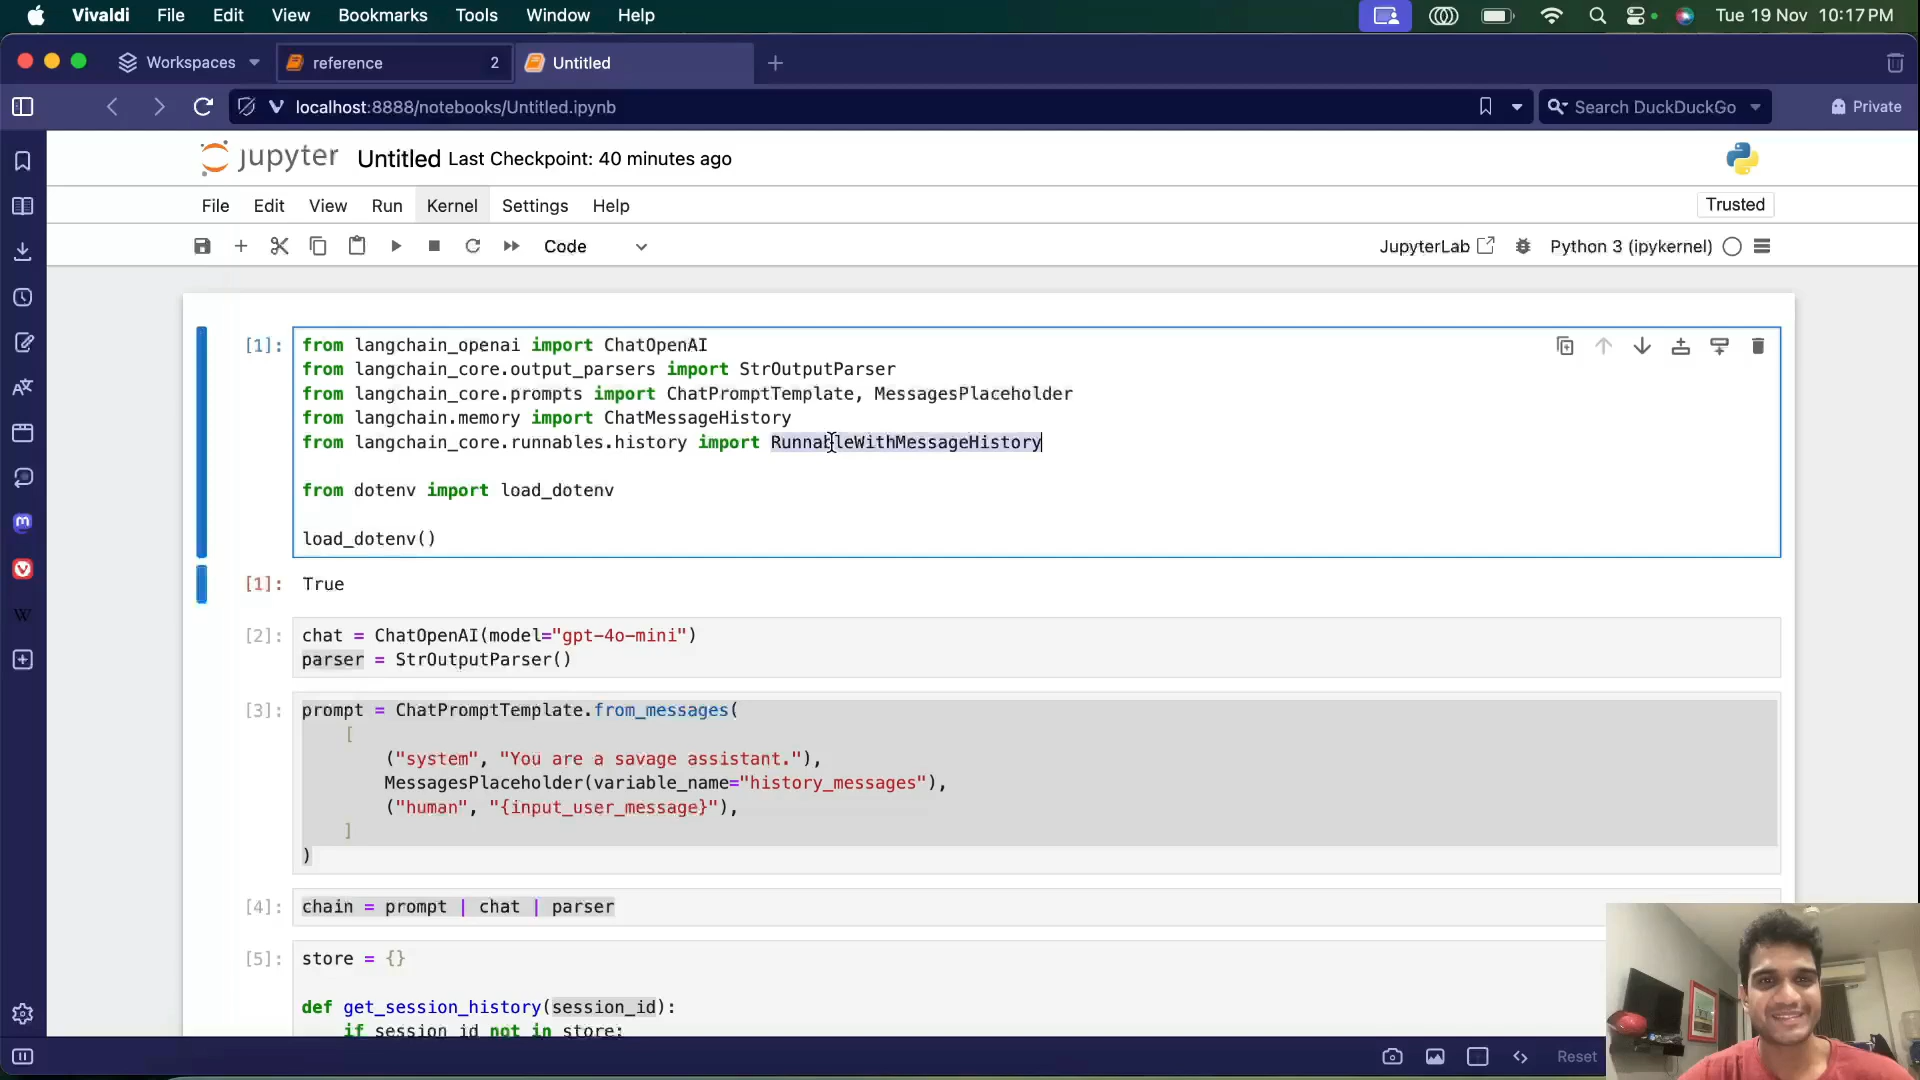 Vivaldi File Edit View Bookmarks Tools Window Help Tue 19 Nov 10:17 PM
Workspaces reference 2 Untitled
localhost:8888/notebooks/Untitled.ipynb Search DuckDuckGo Private
jupyter Untitled Last Checkpoint: 40 minutes ago
File Edit View Run Kernel Settings Help Trusted
Code JupyterLab Python 3 (ipykernel)
[1]: from langchain_openai import ChatOpenAI
from langchain_core.output_parsers import StrOutputParser
from langchain_core.prompts import ChatPromptTemplate, MessagesPlaceholder
from langchain.memory import ChatMessageHistory
from langchain_core.runnables.history import RunnableWithMessageHistory
from dotenv import load_dotenv
load_dotenv()
[1]: True
[2]: chat = ChatOpenAI(model="gpt-4o-mini")
parser = StrOutputParser()
[3]: prompt = ChatPromptTemplate.from_messages(
[
("system", "You are a savage assistant."),
MessagesPlaceholder(variable_name="history_messages"),
("human", "{input_user_message}"),
]
)
[4]: chain = prompt | chat | parser
[5]: store = {}
def get_session_history(session_id):
if session_id not in store:
Reset